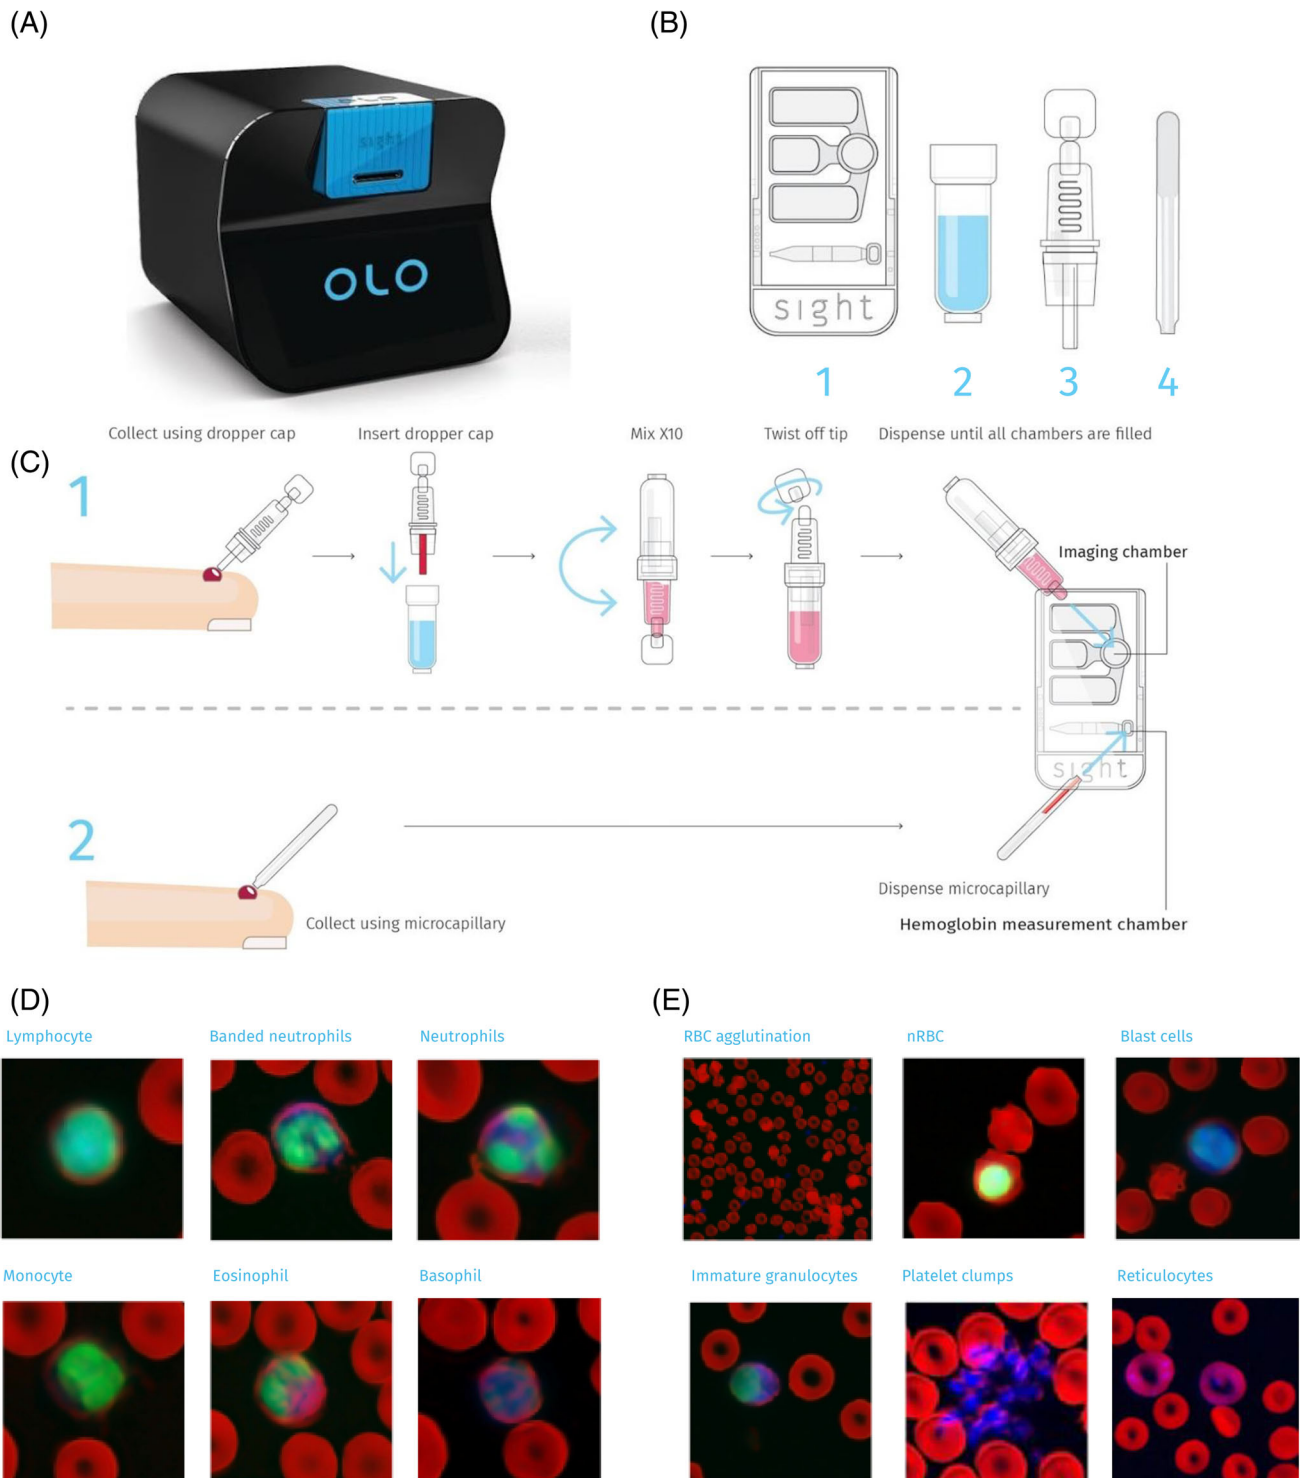 (A)
(B)
OLO
sight
OLO
sight
1
2
3
4
Collect using dropper cap
Insert dropper cap
Mix X10
Twist off tip
Dispense until all chambers are filled
(C)
1
Imaging chamber
sight
2
Collect using microcapillary
Dispense microcapillary
Hemoglobin measurement chamber
(D)
(E)
Lymphocyte
Banded neutrophils
Neutrophils
RBC agglutination
nRBC
Blast cells
Monocyte
Eosinophil
Basophil
Immature granulocytes
Platelet clumps
Reticulocytes